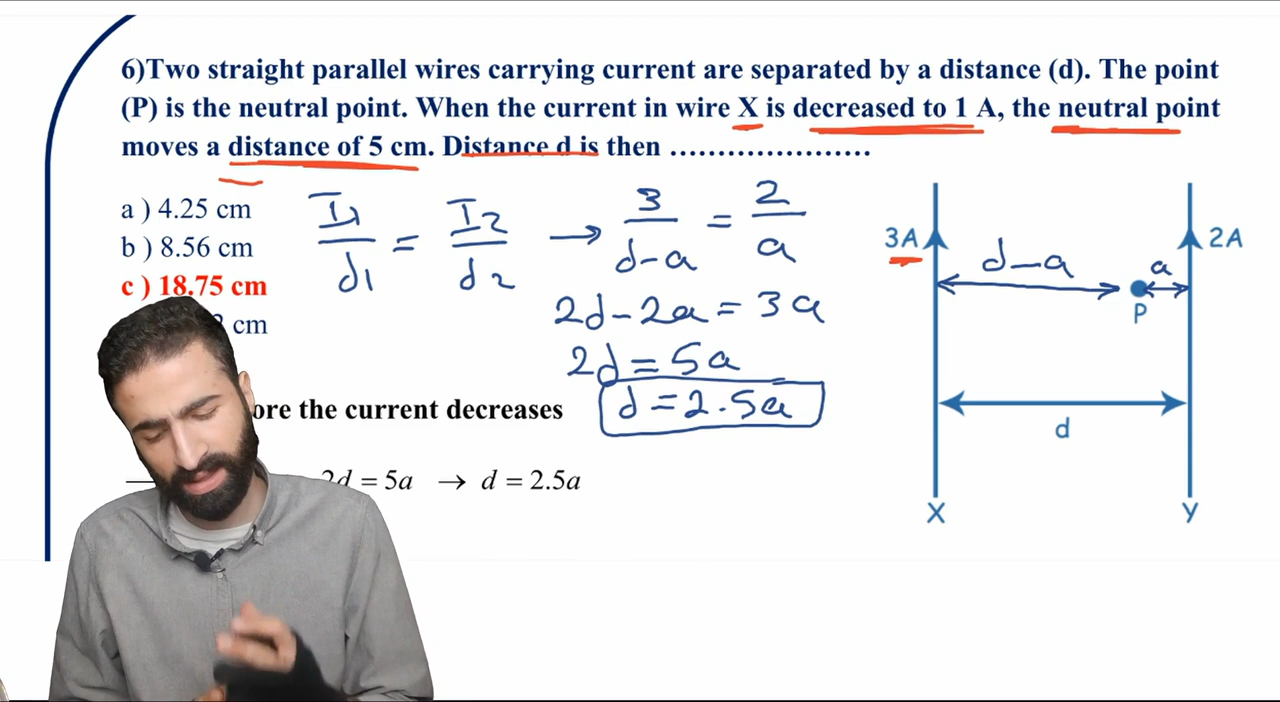 6)Two straight parallel wires carrying current are separated by a distance (d). The point
(P) is the neutral point. When the current in wire X is decreased to 1 A, the neutral point
moves a distance of 5 cm. Distance d is then …………………
a ) 4.25 cm
b ) 8.56 cm
c ) 18.75 cm
cm
I1/d1 = I2/d2 → 3/(d-a) = 2/a
2d-2a = 3a
2d = 5a
d = 2.5a
ore the current decreases
2d = 5a → d = 2.5a
3A
2A
d-a
a
P
d
X
Y